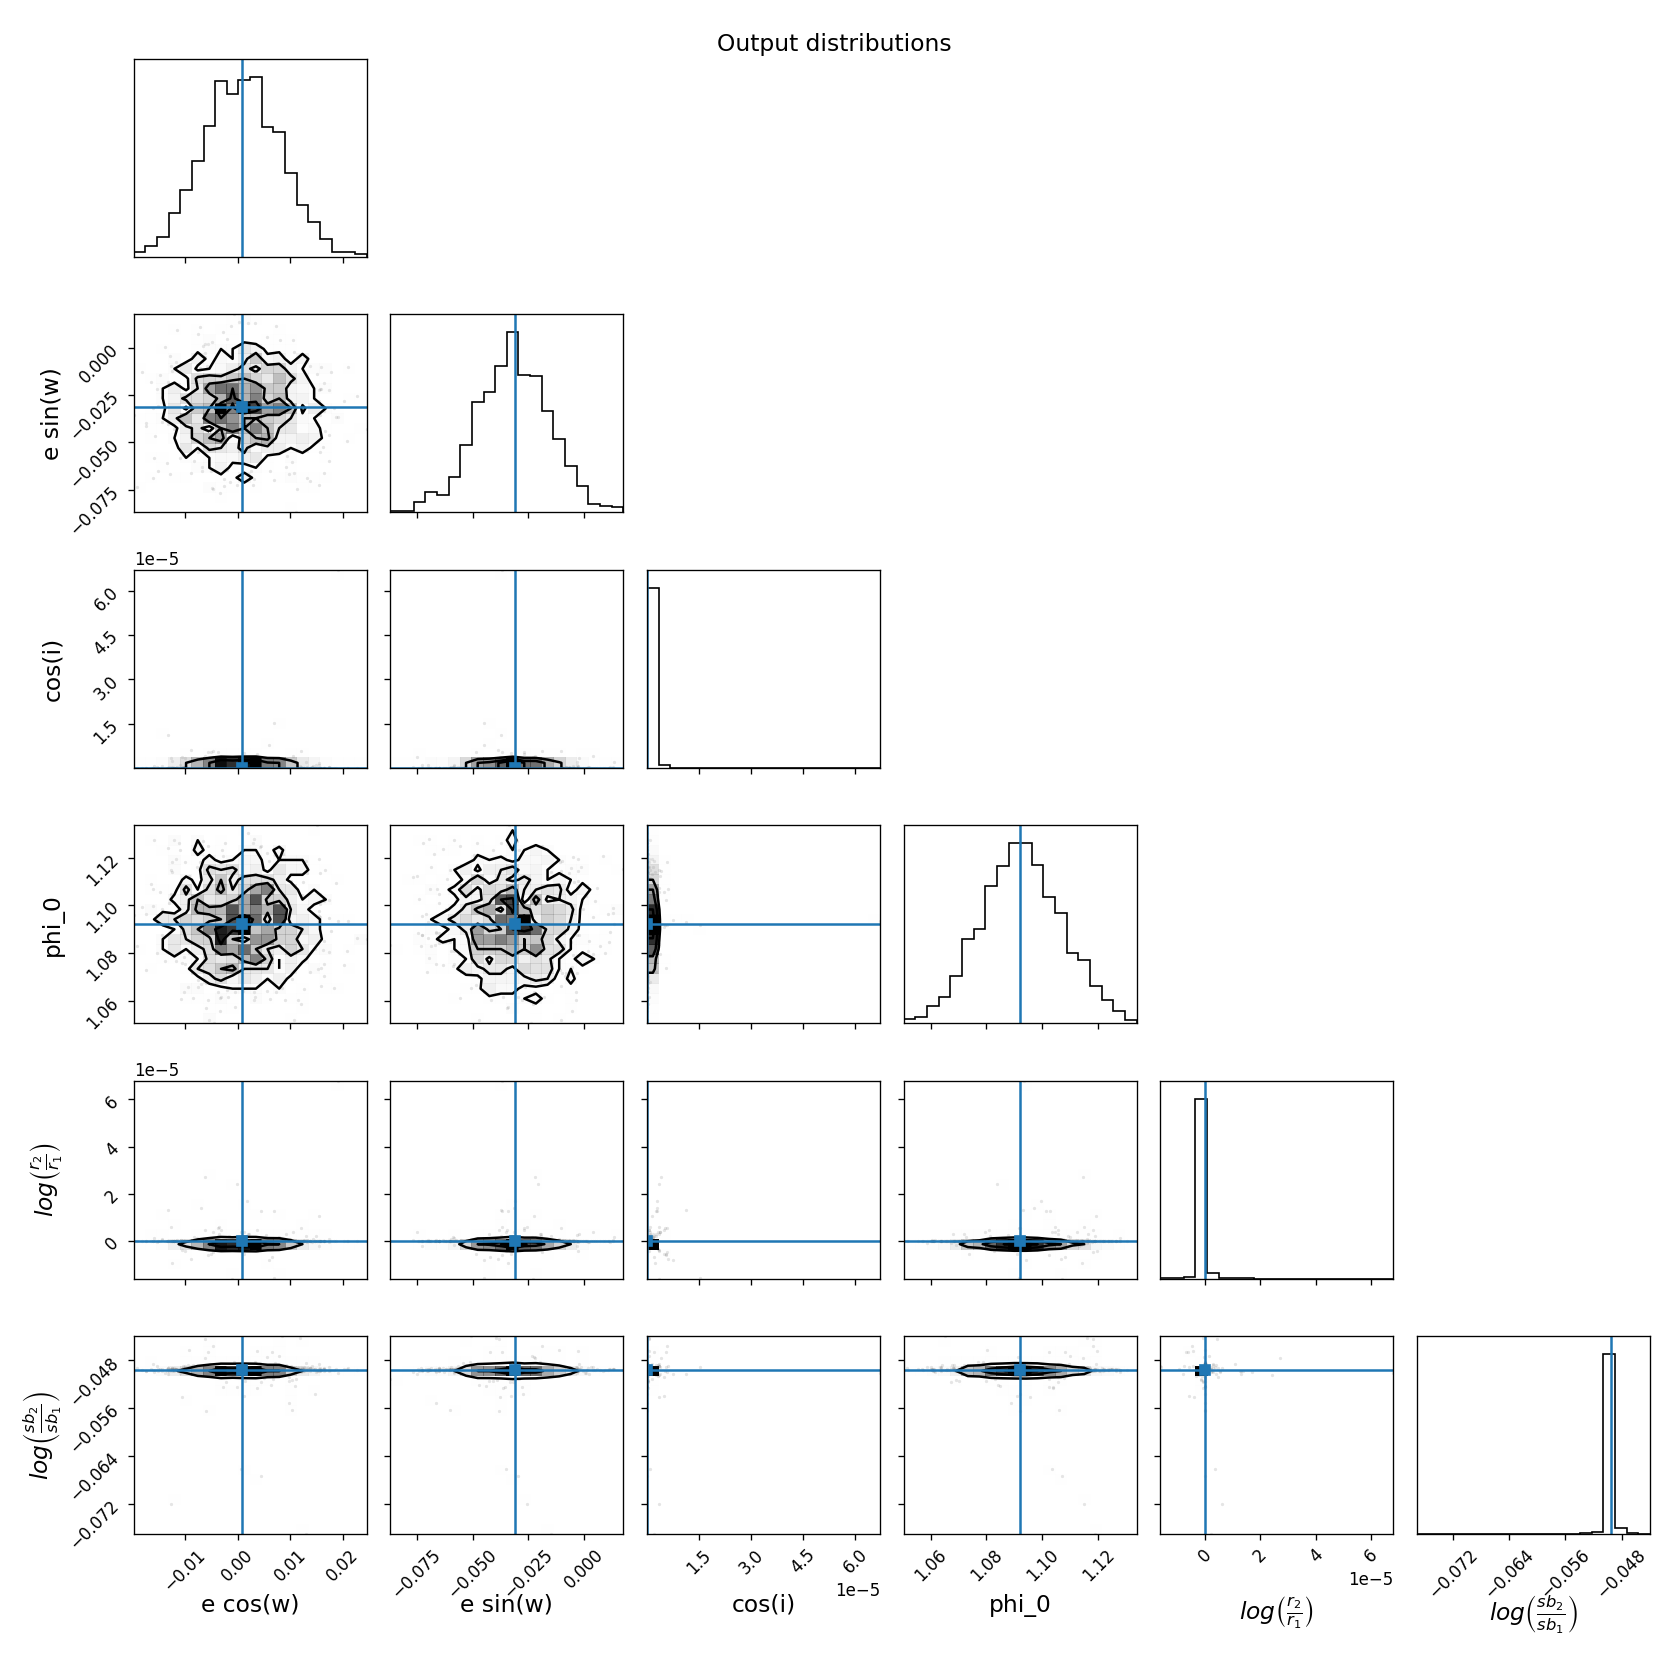 Output distributions
e sin(w)
0.000
−0.025
−0.050
−0.075
1e−5
cos(i)
6.0
4.5
3.0
1.5
phi_0
1.12
1.10
1.08
1.06
1e−5
log(r2/r1)
6
4
2
0
log(sb2/sb1)
−0.048
−0.056
−0.064
−0.072
−0.01 0.00 0.01 0.02
e cos(w)
−0.075 −0.050 −0.025 0.000
e sin(w)
1.5 3.0 4.5 6.0
1e−5
cos(i)
1.06 1.08 1.10 1.12
phi_0
0 2 4 6
1e−5
log(r2/r1)
−0.072 −0.064 −0.056 −0.048
log(sb2/sb1)